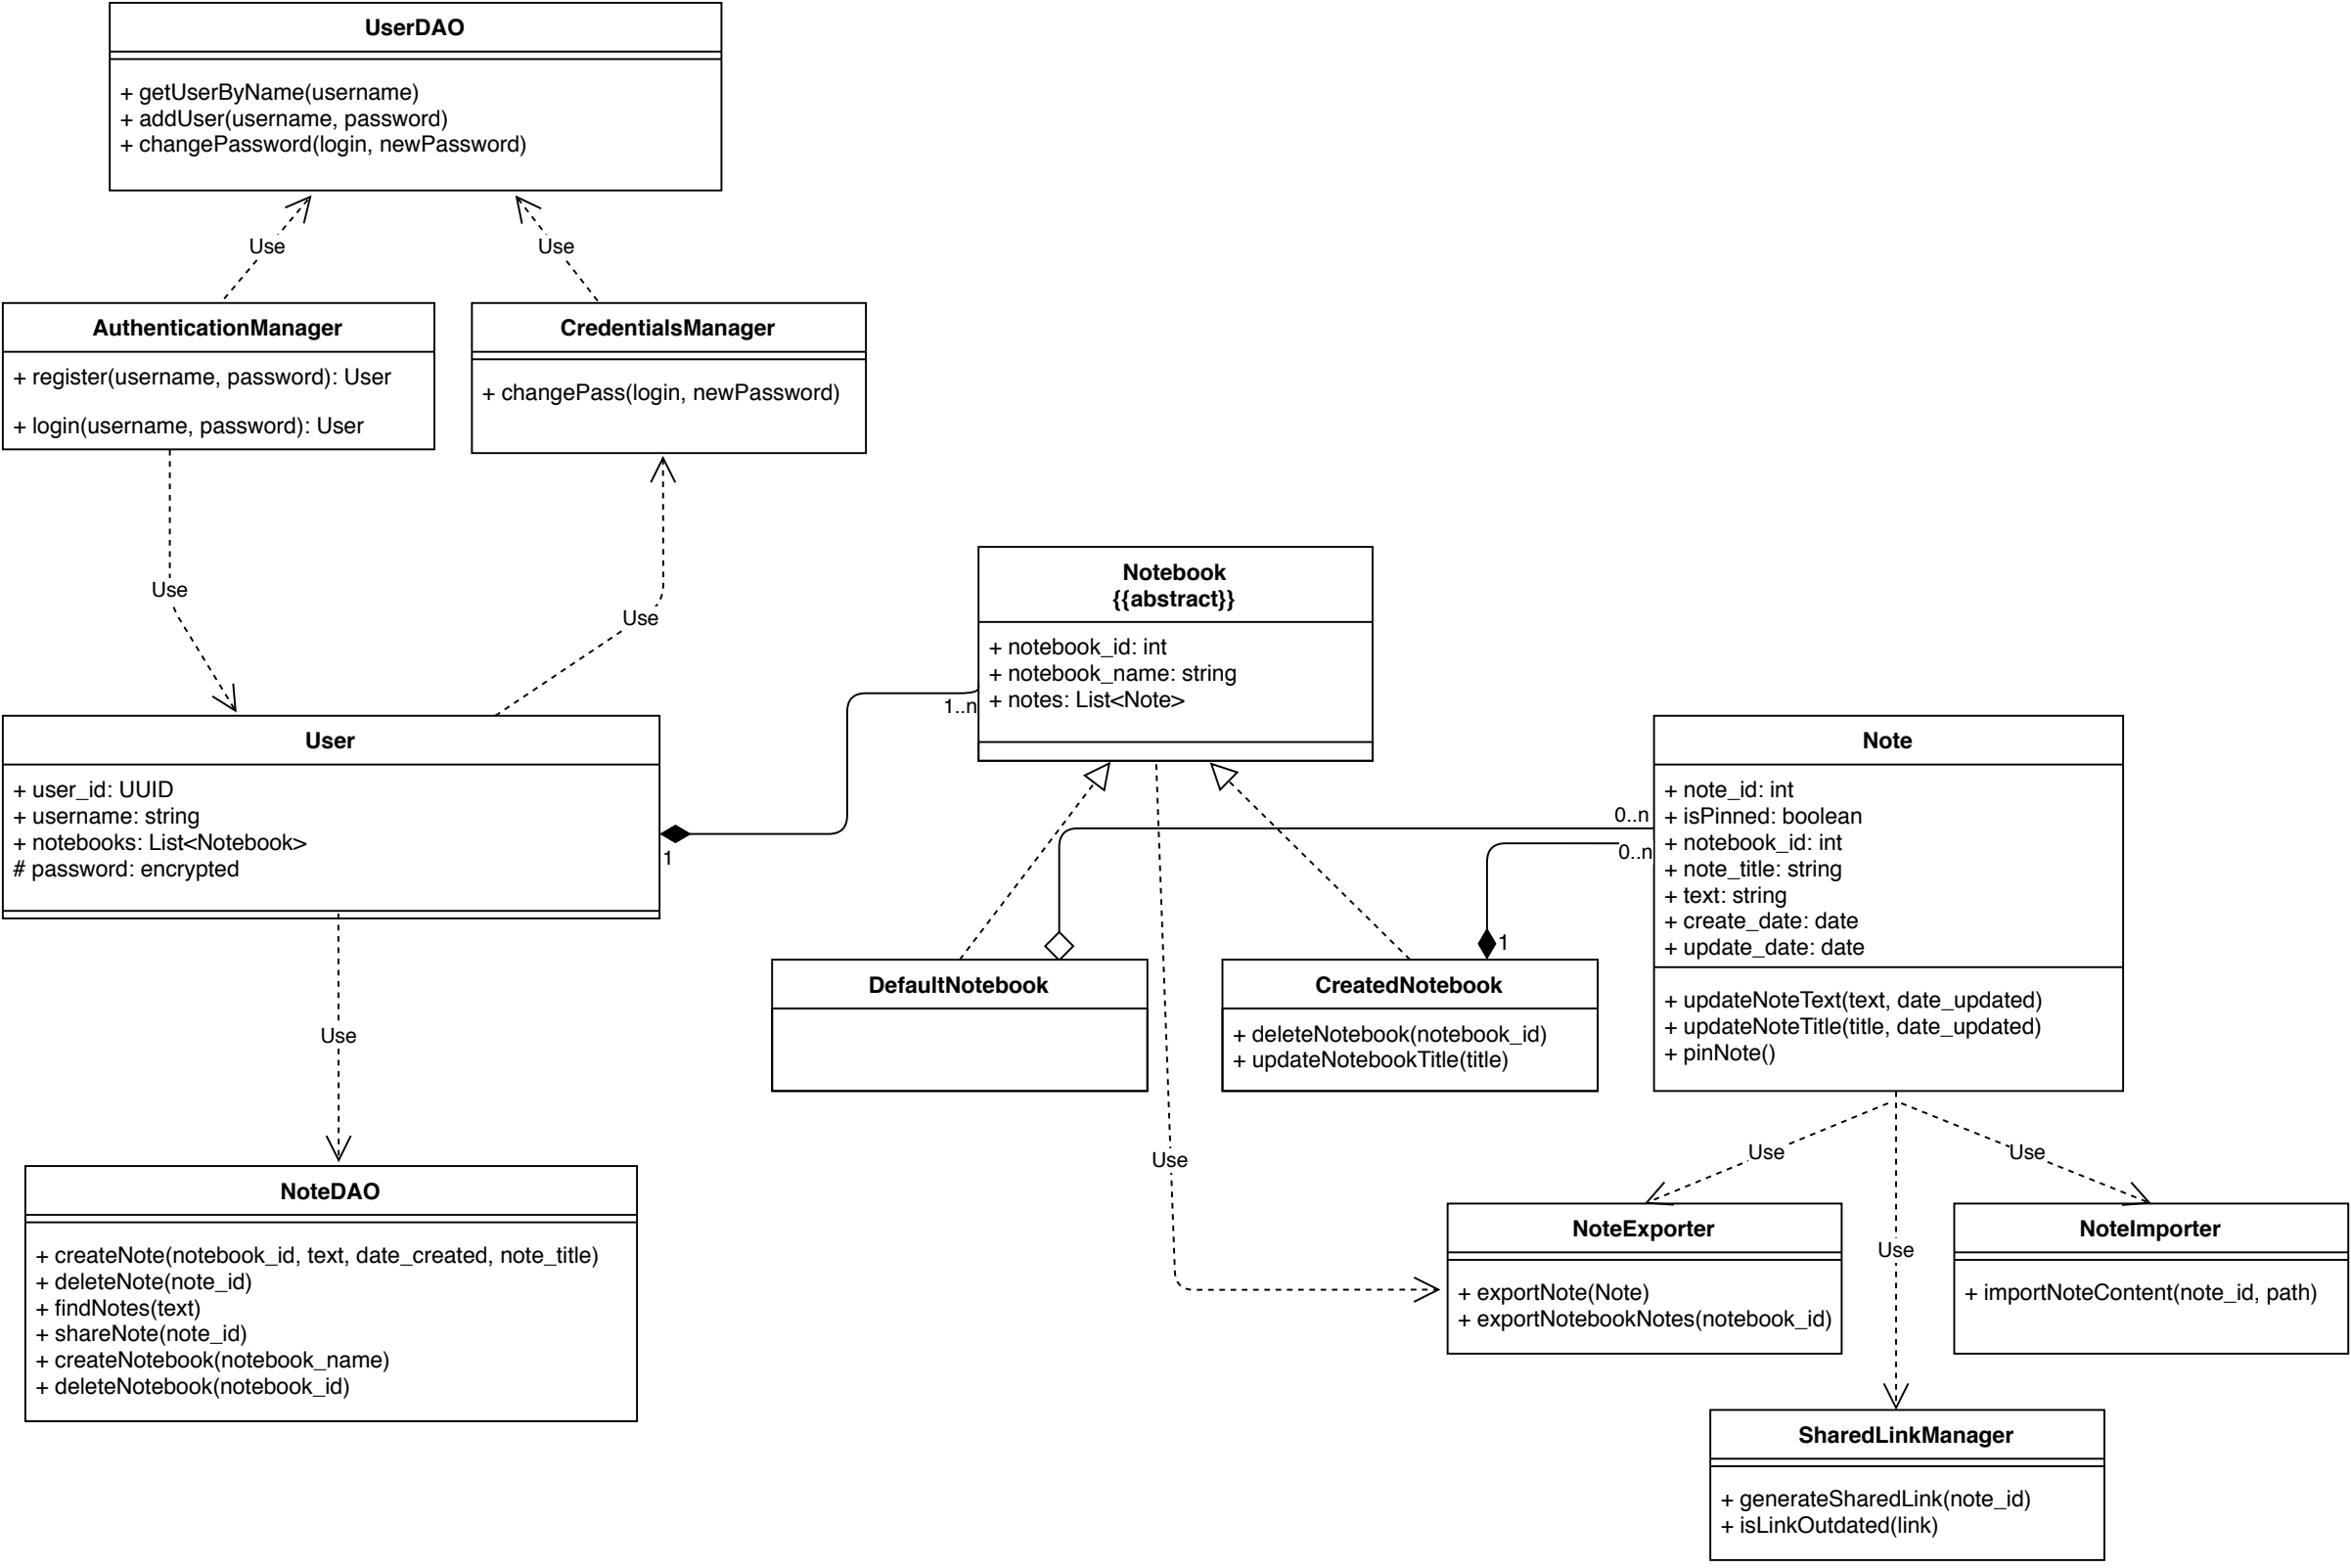 UserDAO
+ getUserByName(username)
+ addUser(username, password)
+ changePassword(login, newPassword)
Use
Use
AuthenticationManager
+ register(username, password): User
+ login(username, password): User
CredentialsManager
+ changePass(login, newPassword)
Use
Use
Notebook
{{abstract}}
+ notebook_id: int
+ notebook_name: string
+ notes: List<Note>
1..n
User
+ user_id: UUID
+ username: string
+ notebooks: List<Notebook>
# password: encrypted
1
Note
+ note_id: int
+ isPinned: boolean
+ notebook_id: int
+ note_title: string
+ text: string
+ create_date: date
+ update_date: date
+ updateNoteText(text, date_updated)
+ updateNoteTitle(title, date_updated)
+ pinNote()
0..n
0..n
1
DefaultNotebook
CreatedNotebook
+ deleteNotebook(notebook_id)
+ updateNotebookTitle(title)
Use
Use
Use
Use
Use
NoteDAO
+ createNote(notebook_id, text, date_created, note_title)
+ deleteNote(note_id)
+ findNotes(text)
+ shareNote(note_id)
+ createNotebook(notebook_name)
+ deleteNotebook(notebook_id)
NoteExporter
+ exportNote(Note)
+ exportNotebookNotes(notebook_id)
NoteImporter
+ importNoteContent(note_id, path)
SharedLinkManager
+ generateSharedLink(note_id)
+ isLinkOutdated(link)